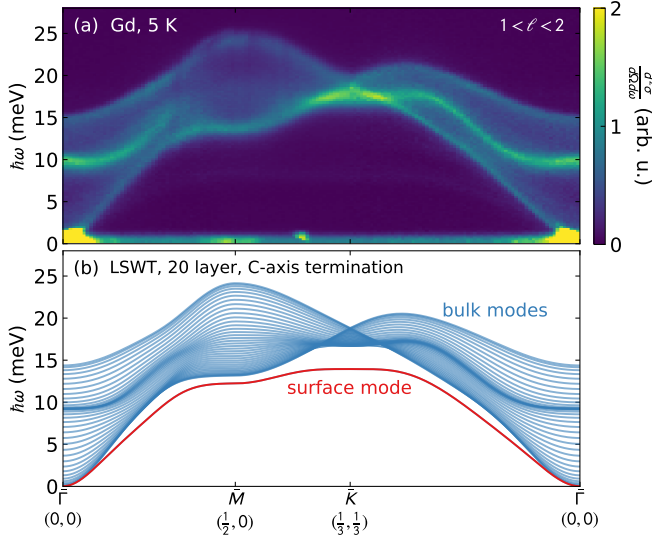 (a) Gd, 5 K
1 < ℓ < 2
25
20
15
10
5
0
ħω (meV)
2
1
0
d²σ/dΩdω (arb. u.)
(b) LSWT, 20 layer, C-axis termination
bulk modes
surface mode
25
20
15
10
5
0
ħω (meV)
Γ̄ M̄ K̄ Γ̄
(0, 0) (1/2, 0) (1/3, 1/3) (0, 0)